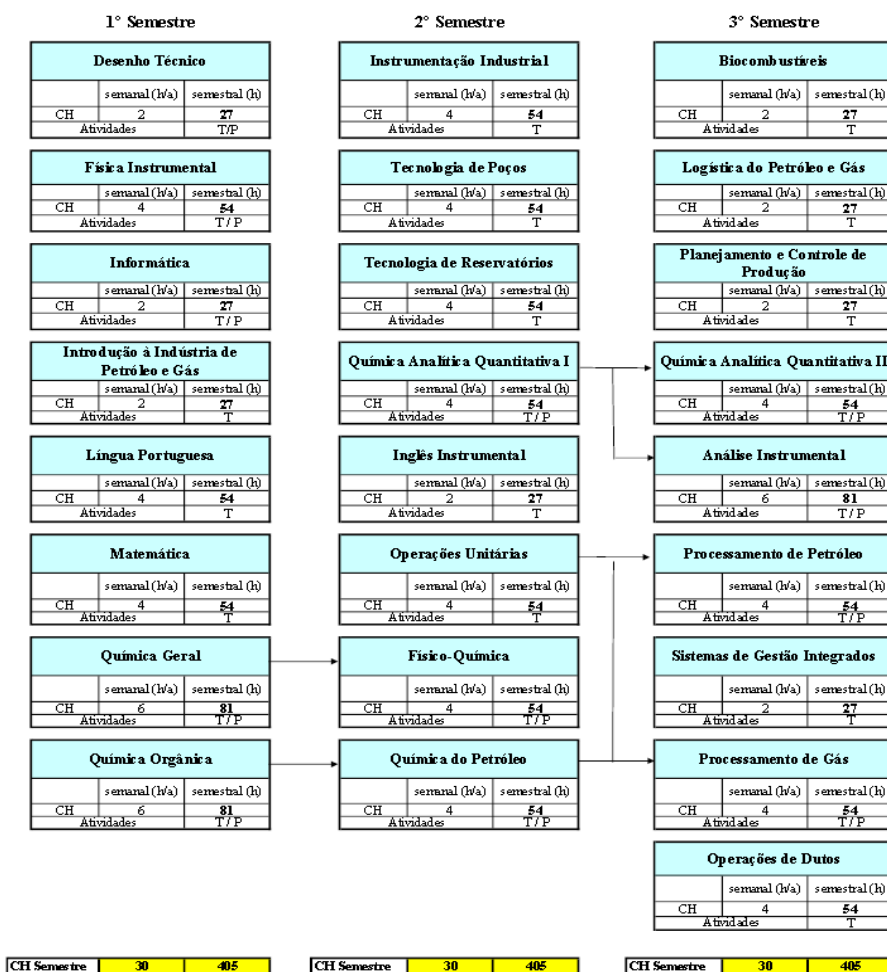 1° Semestre
Desenho Técnico
semanal (h/a) semestral (h)
CH 2 27
Atividades T/P
Física Instrumental
semanal (h/a) semestral (h)
CH 4 54
Atividades T / P
Informática
semanal (h/a) semestral (h)
CH 2 27
Atividades T / P
Introdução à Indústria de
Petróleo e Gás
semanal (h/a) semestral (h)
CH 2 27
Atividades T
Língua Portuguesa
semanal (h/a) semestral (h)
CH 4 54
Atividades T
Matemática
semanal (h/a) semestral (h)
CH 4 54
Atividades T
Química Geral
semanal (h/a) semestral (h)
CH 6 81
Atividades T / P
Química Orgânica
semanal (h/a) semestral (h)
CH 6 81
Atividades T / P
CH Semestre 30 405
2° Semestre
Instrumentação Industrial
semanal (h/a) semestral (h)
CH 4 54
Atividades T
Tecnologia de Poços
semanal (h/a) semestral (h)
CH 4 54
Atividades T
Tecnologia de Reservatórios
semanal (h/a) semestral (h)
CH 4 54
Atividades T
Química Analítica Quantitativa I
semanal (h/a) semestral (h)
CH 4 54
Atividades T / P
Inglês Instrumental
semanal (h/a) semestral (h)
CH 2 27
Atividades T
Operações Unitárias
semanal (h/a) semestral (h)
CH 4 54
Atividades T
Físico-Química
semanal (h/a) semestral (h)
CH 4 54
Atividades T / P
Química do Petróleo
semanal (h/a) semestral (h)
CH 4 54
Atividades T / P
CH Semestre 30 405
3° Semestre
Biocombustíveis
semanal (h/a) semestral (h)
CH 2 27
Atividades T
Logística do Petróleo e Gás
semanal (h/a) semestral (h)
CH 2 27
Atividades T
Planejamento e Controle de
Produção
semanal (h/a) semestral (h)
CH 2 27
Atividades T
Química Analítica Quantitativa II
semanal (h/a) semestral (h)
CH 4 54
Atividades T / P
Análise Instrumental
semanal (h/a) semestral (h)
CH 6 81
Atividades T / P
Processamento de Petróleo
semanal (h/a) semestral (h)
CH 4 54
Atividades T / P
Sistemas de Gestão Integrados
semanal (h/a) semestral (h)
CH 2 27
Atividades T
Processamento de Gás
semanal (h/a) semestral (h)
CH 4 54
Atividades T / P
Operações de Dutos
semanal (h/a) semestral (h)
CH 4 54
Atividades T
CH Semestre 30 405